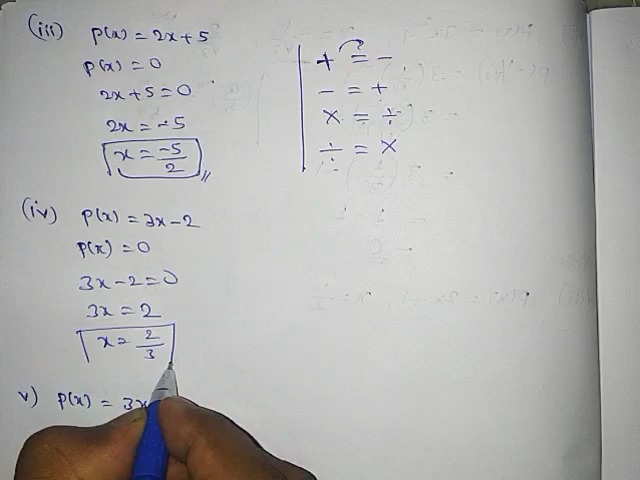 (iii) p(x) = 2x+5
p(x) = 0
2x+5=0
2x = -5
x = -5/2
+ = -
- = +
× = ÷
÷ = ×
(iv) p(x) = 3x-2
p(x) = 0
3x-2=0
3x = 2
x = 2/3
v) p(x) = 3x